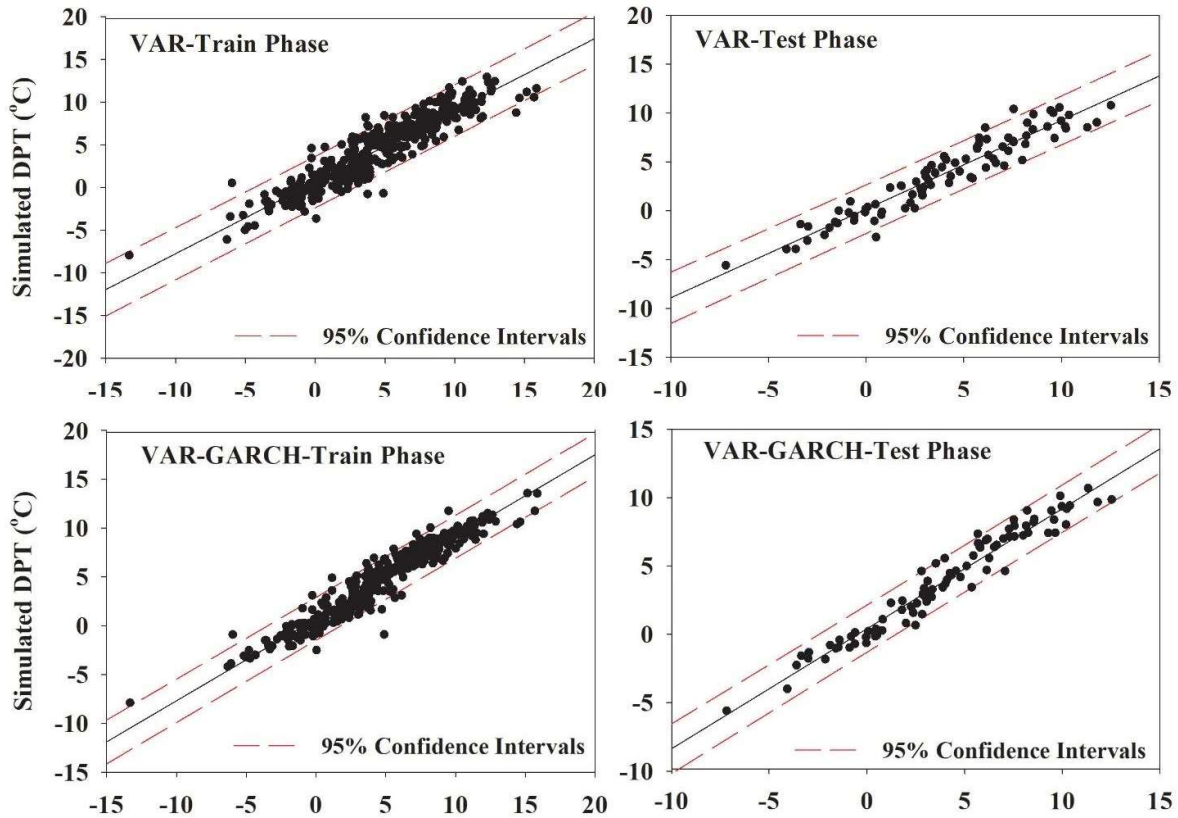 VAR-Train Phase
Simulated DPT (°C)
20
15
10
5
0
-5
-10
-15
-20
95% Confidence Intervals
-15 -10 -5 0 5 10 15 20
VAR-Test Phase
20
15
10
5
0
-5
-10
-15
95% Confidence Intervals
-10 -5 0 5 10 15
VAR-GARCH-Train Phase
Simulated DPT (°C)
20
15
10
5
0
-5
-10
-15
95% Confidence Intervals
-15 -10 -5 0 5 10 15 20
VAR-GARCH-Test Phase
15
10
5
0
-5
-10
95% Confidence Intervals
-10 -5 0 5 10 15